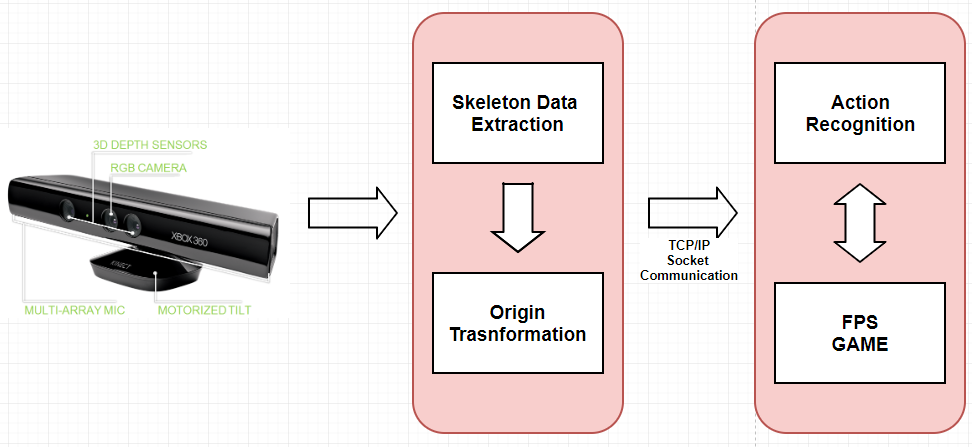 3D DEPTH SENSORS
RGB CAMERA
XBOX 360
KINECT
MULTI-ARRAY MIC
MOTORIZED TILT
Skeleton Data
Extraction
Origin
Trasnformation
TCP/IP
Socket
Communication
Action
Recognition
FPS
GAME